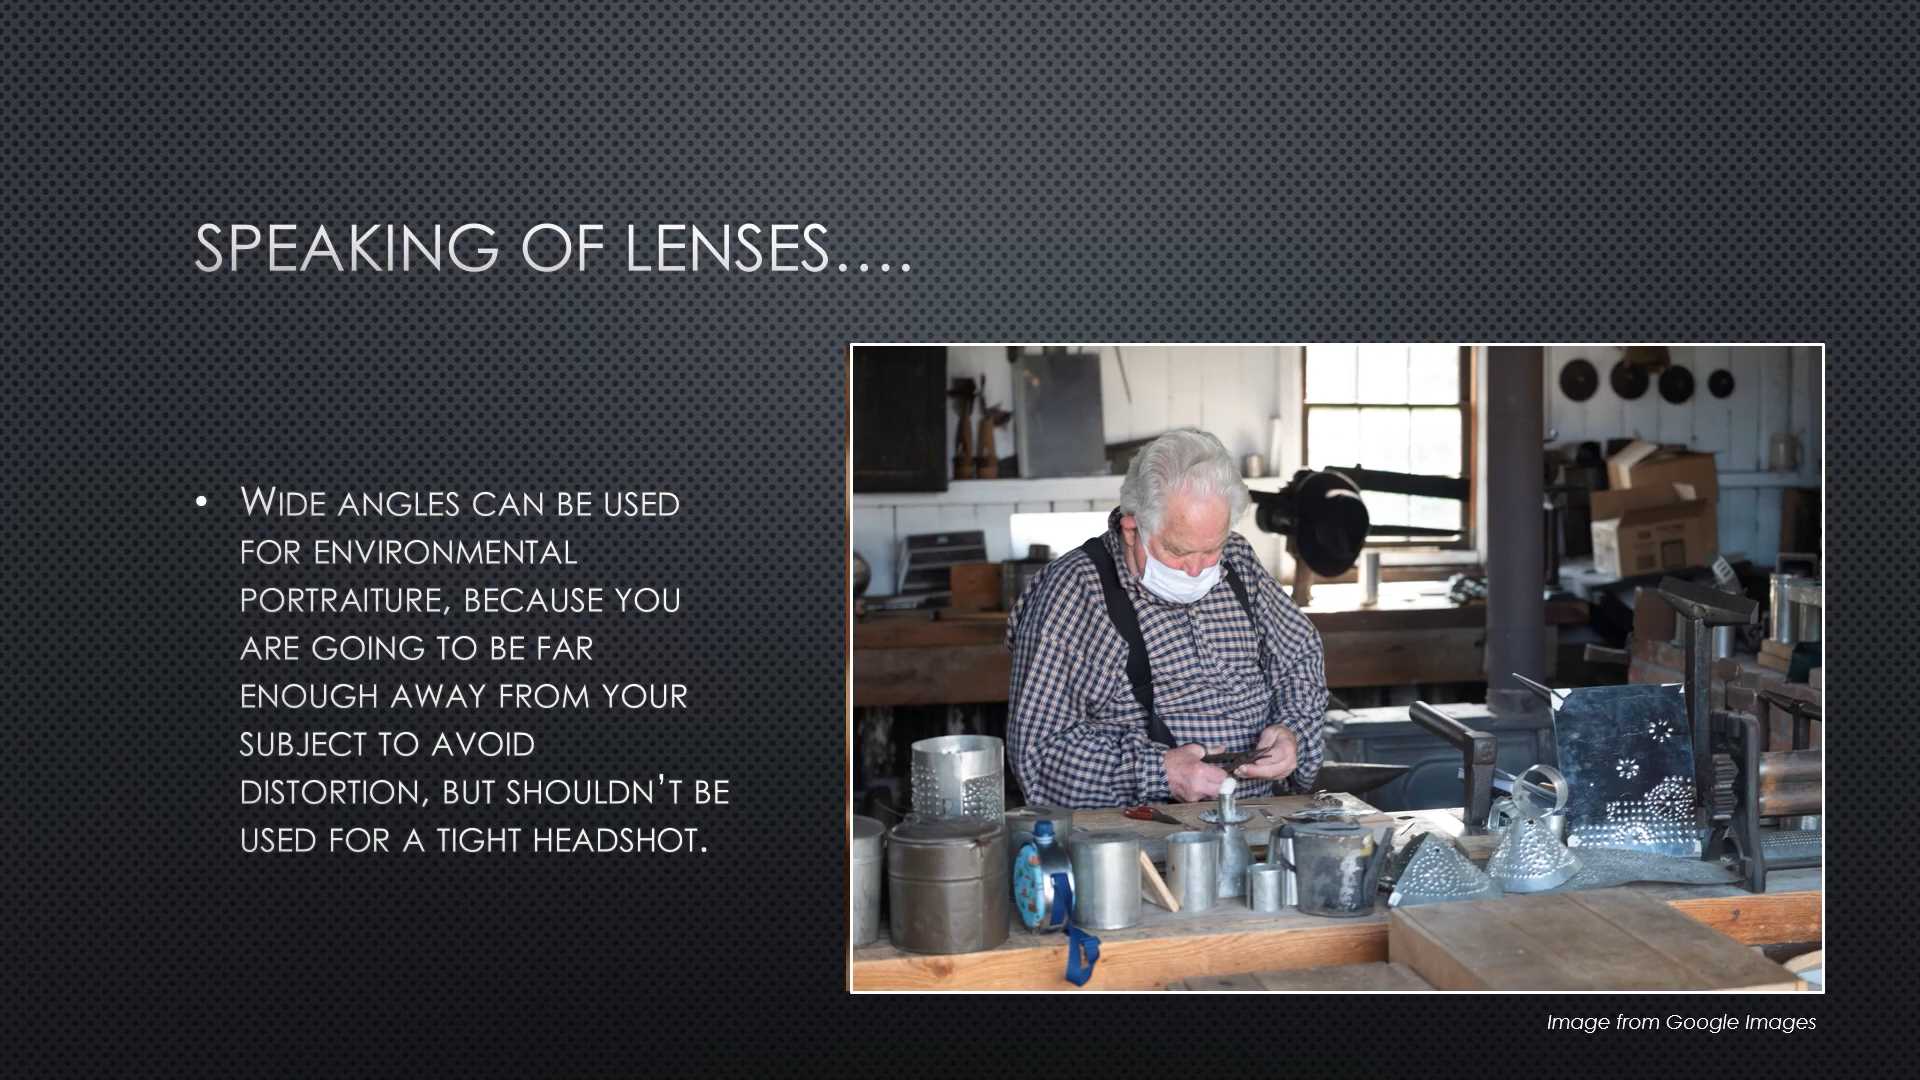 SPEAKING OF LENSES....
• WIDE ANGLES CAN BE USED
FOR ENVIRONMENTAL
PORTRAITURE, BECAUSE YOU
ARE GOING TO BE FAR
ENOUGH AWAY FROM YOUR
SUBJECT TO AVOID
DISTORTION, BUT SHOULDN’T BE
USED FOR A TIGHT HEADSHOT.
Image from Google Images